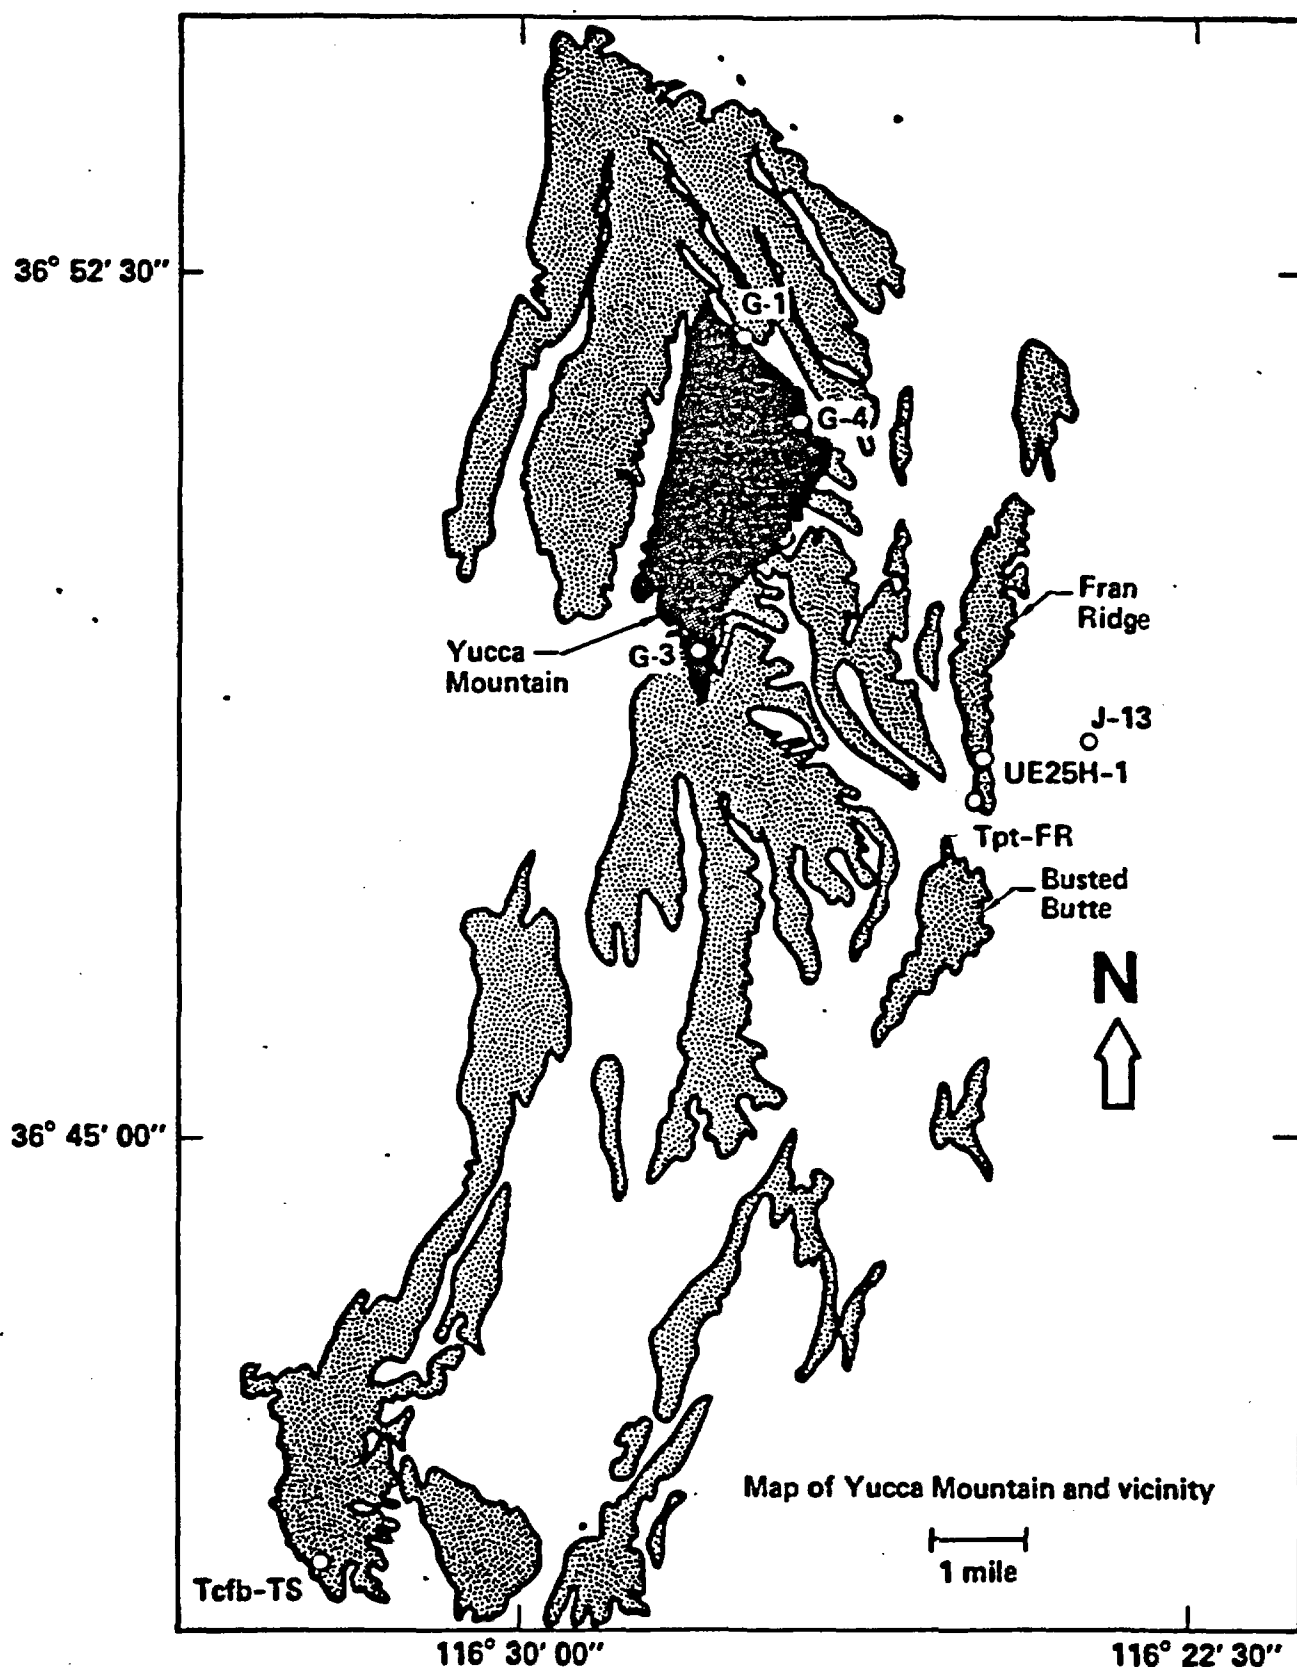 36° 52' 30"
G-1
G-4
Fran
Ridge
Yucca
Mountain
G-3
J-13
UE25H-1
Tpt-FR
Busted
Butte
N
36° 45' 00"
Map of Yucca Mountain and vicinity
1 mile
Tcfb-TS
116° 30' 00"
116° 22' 30"